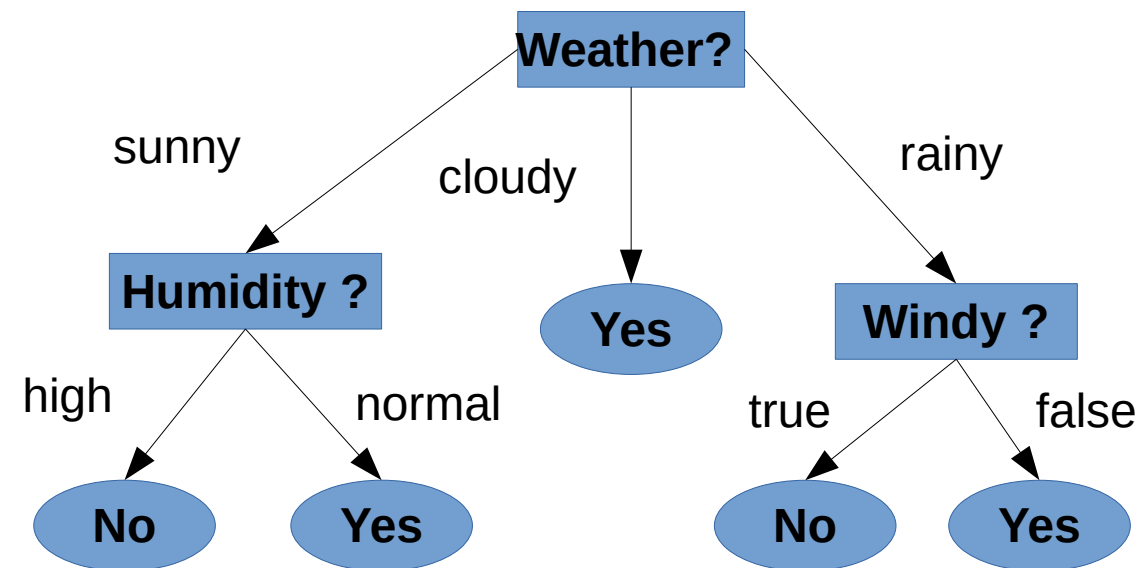 Weather?
sunny
cloudy
rainy
Humidity ?
Yes
Windy ?
high
normal
true
false
No
Yes
No
Yes